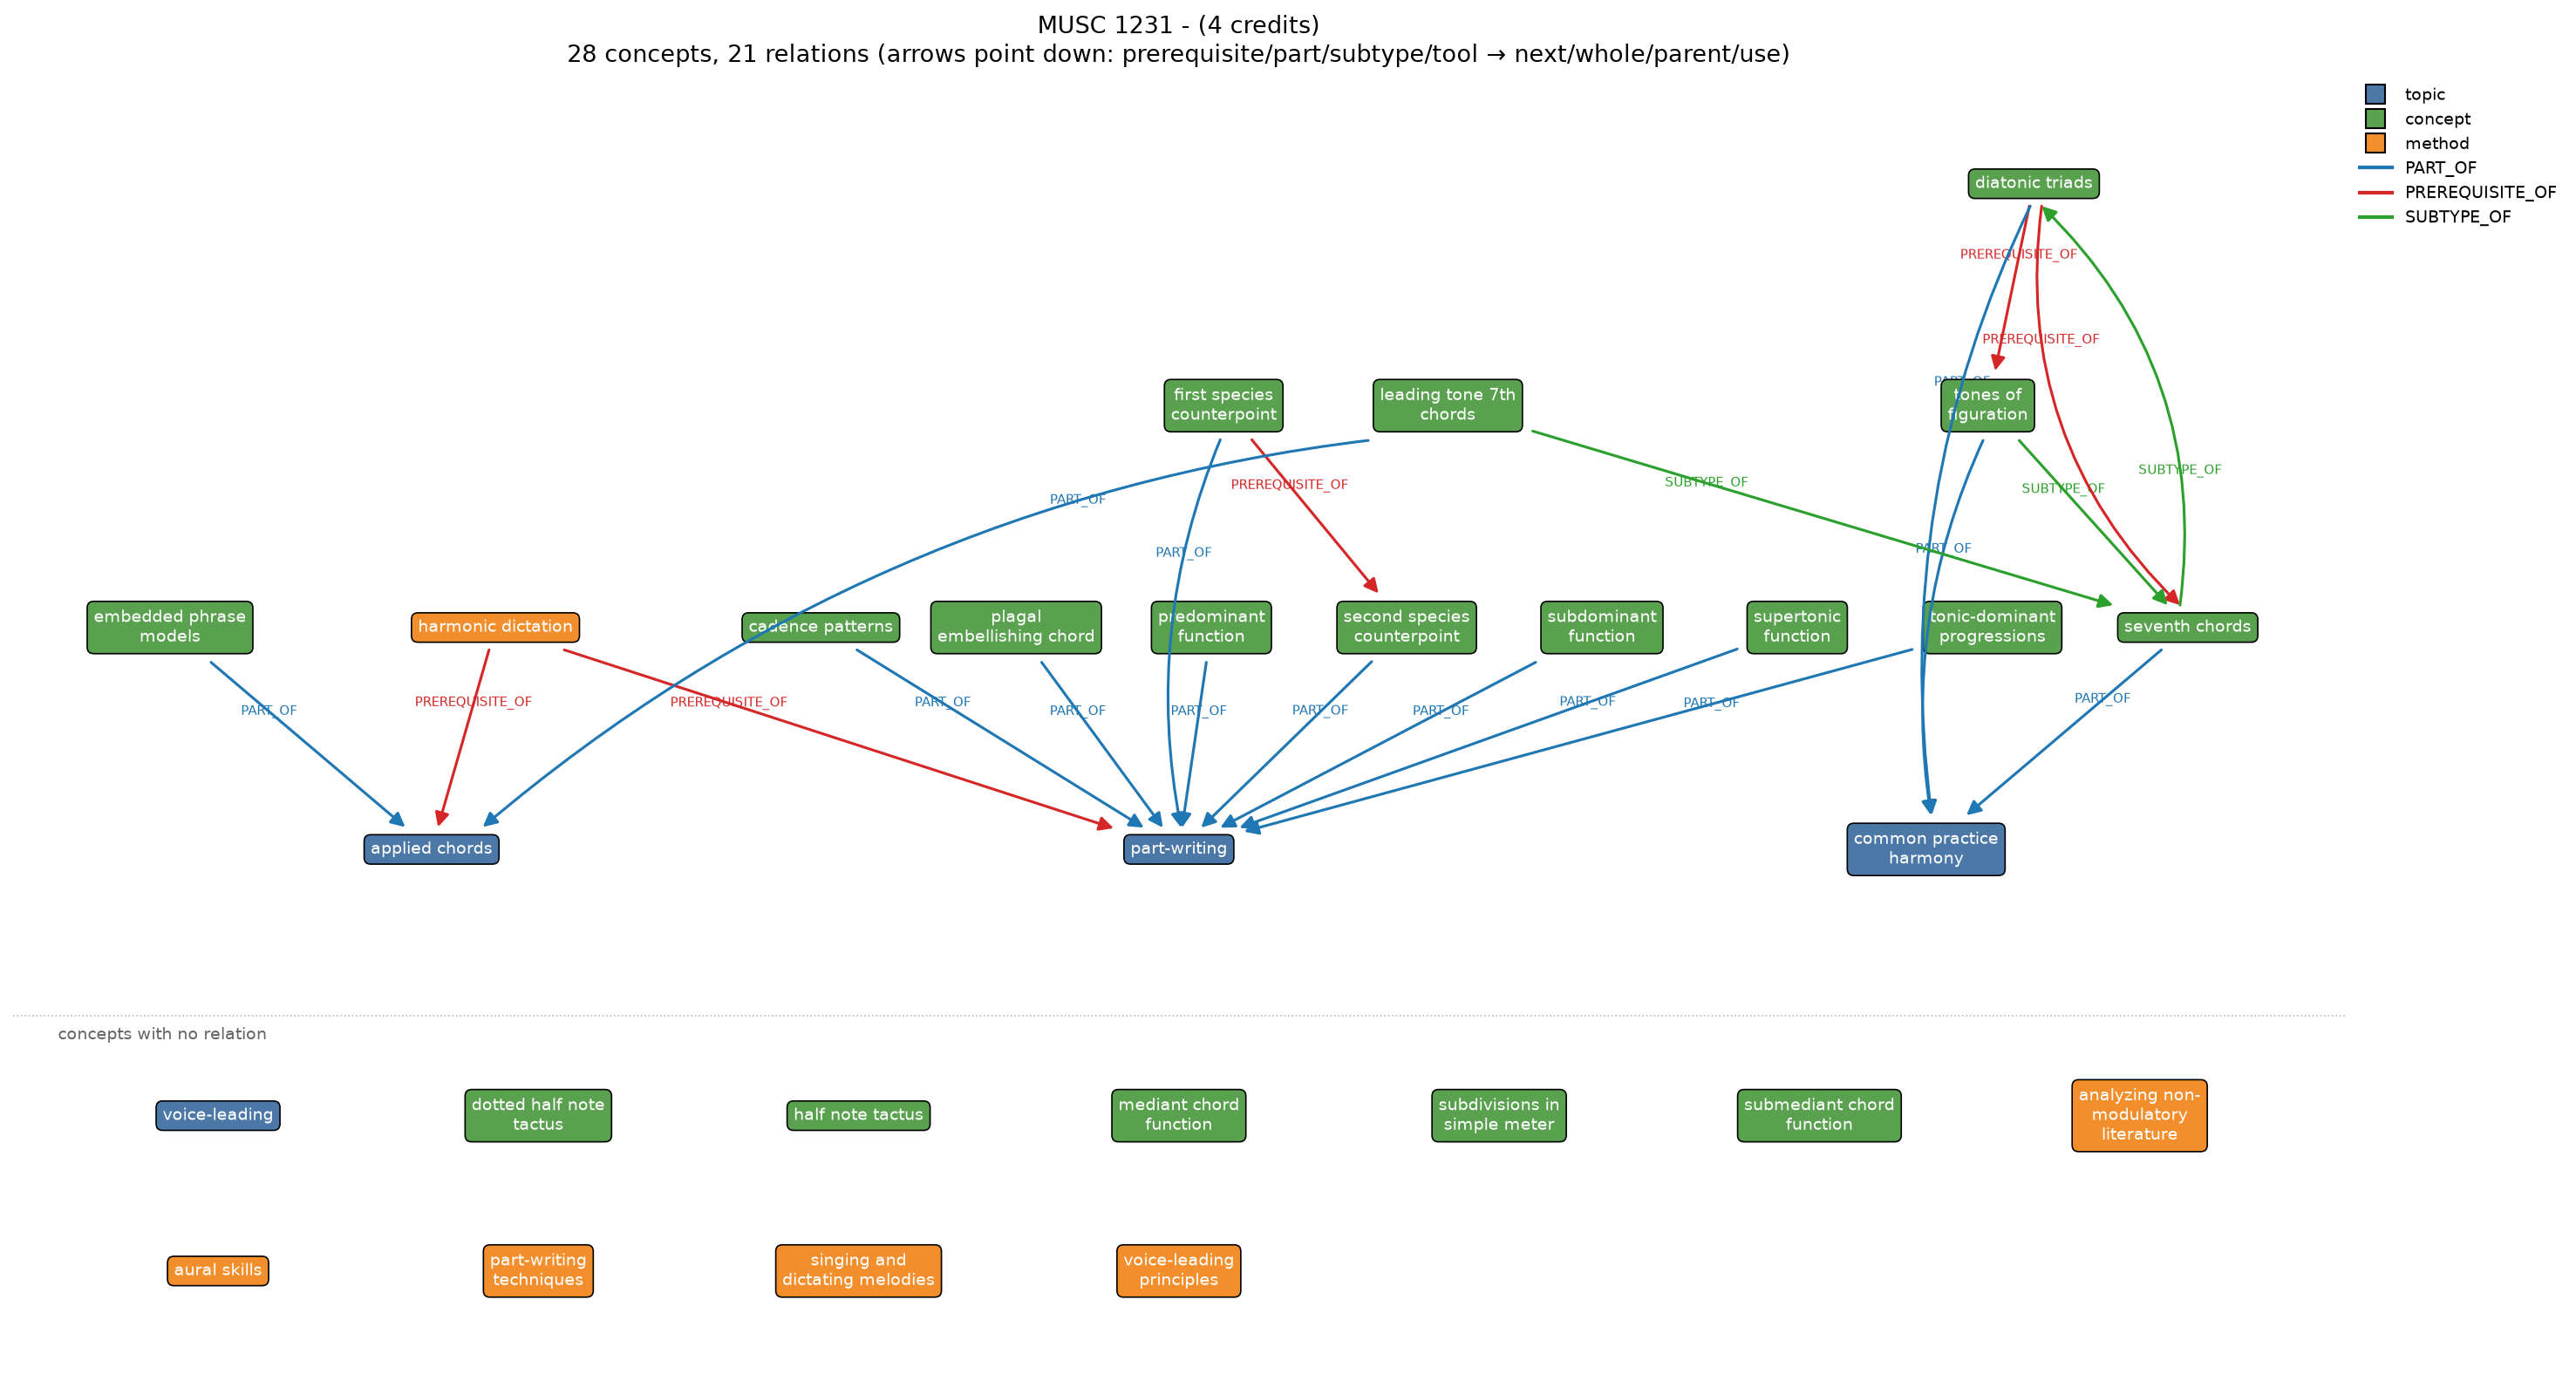 MUSC 1231 - (4 credits)
28 concepts, 21 relations (arrows point down: prerequisite/part/subtype/tool → next/whole/parent/use)
topic
concept
method
PART_OF
PREREQUISITE_OF
SUBTYPE_OF
diatonic triads
PREREQUISITE_OF
PREREQUISITE_OF
PART_OF
first species
counterpoint
leading tone 7th
chords
tones of
figuration
SUBTYPE_OF
SUBTYPE_OF
PREREQUISITE_OF
SUBTYPE_OF
PART_OF
PART_OF
PART_OF
embedded phrase
models
harmonic dictation
cadence patterns
plagal
embellishing chord
predominant
function
second species
counterpoint
subdominant
function
supertonic
function
tonic-dominant
progressions
seventh chords
PART_OF
PREREQUISITE_OF
PREREQUISITE_OF
PART_OF
PART_OF
PART_OF
PART_OF
PART_OF
PART_OF
PART_OF
PART_OF
applied chords
part-writing
common practice
harmony
concepts with no relation
voice-leading
dotted half note
tactus
half note tactus
mediant chord
function
subdivisions in
simple meter
submediant chord
function
analyzing non-
modulatory
literature
aural skills
part-writing
techniques
singing and
dictating melodies
voice-leading
principles